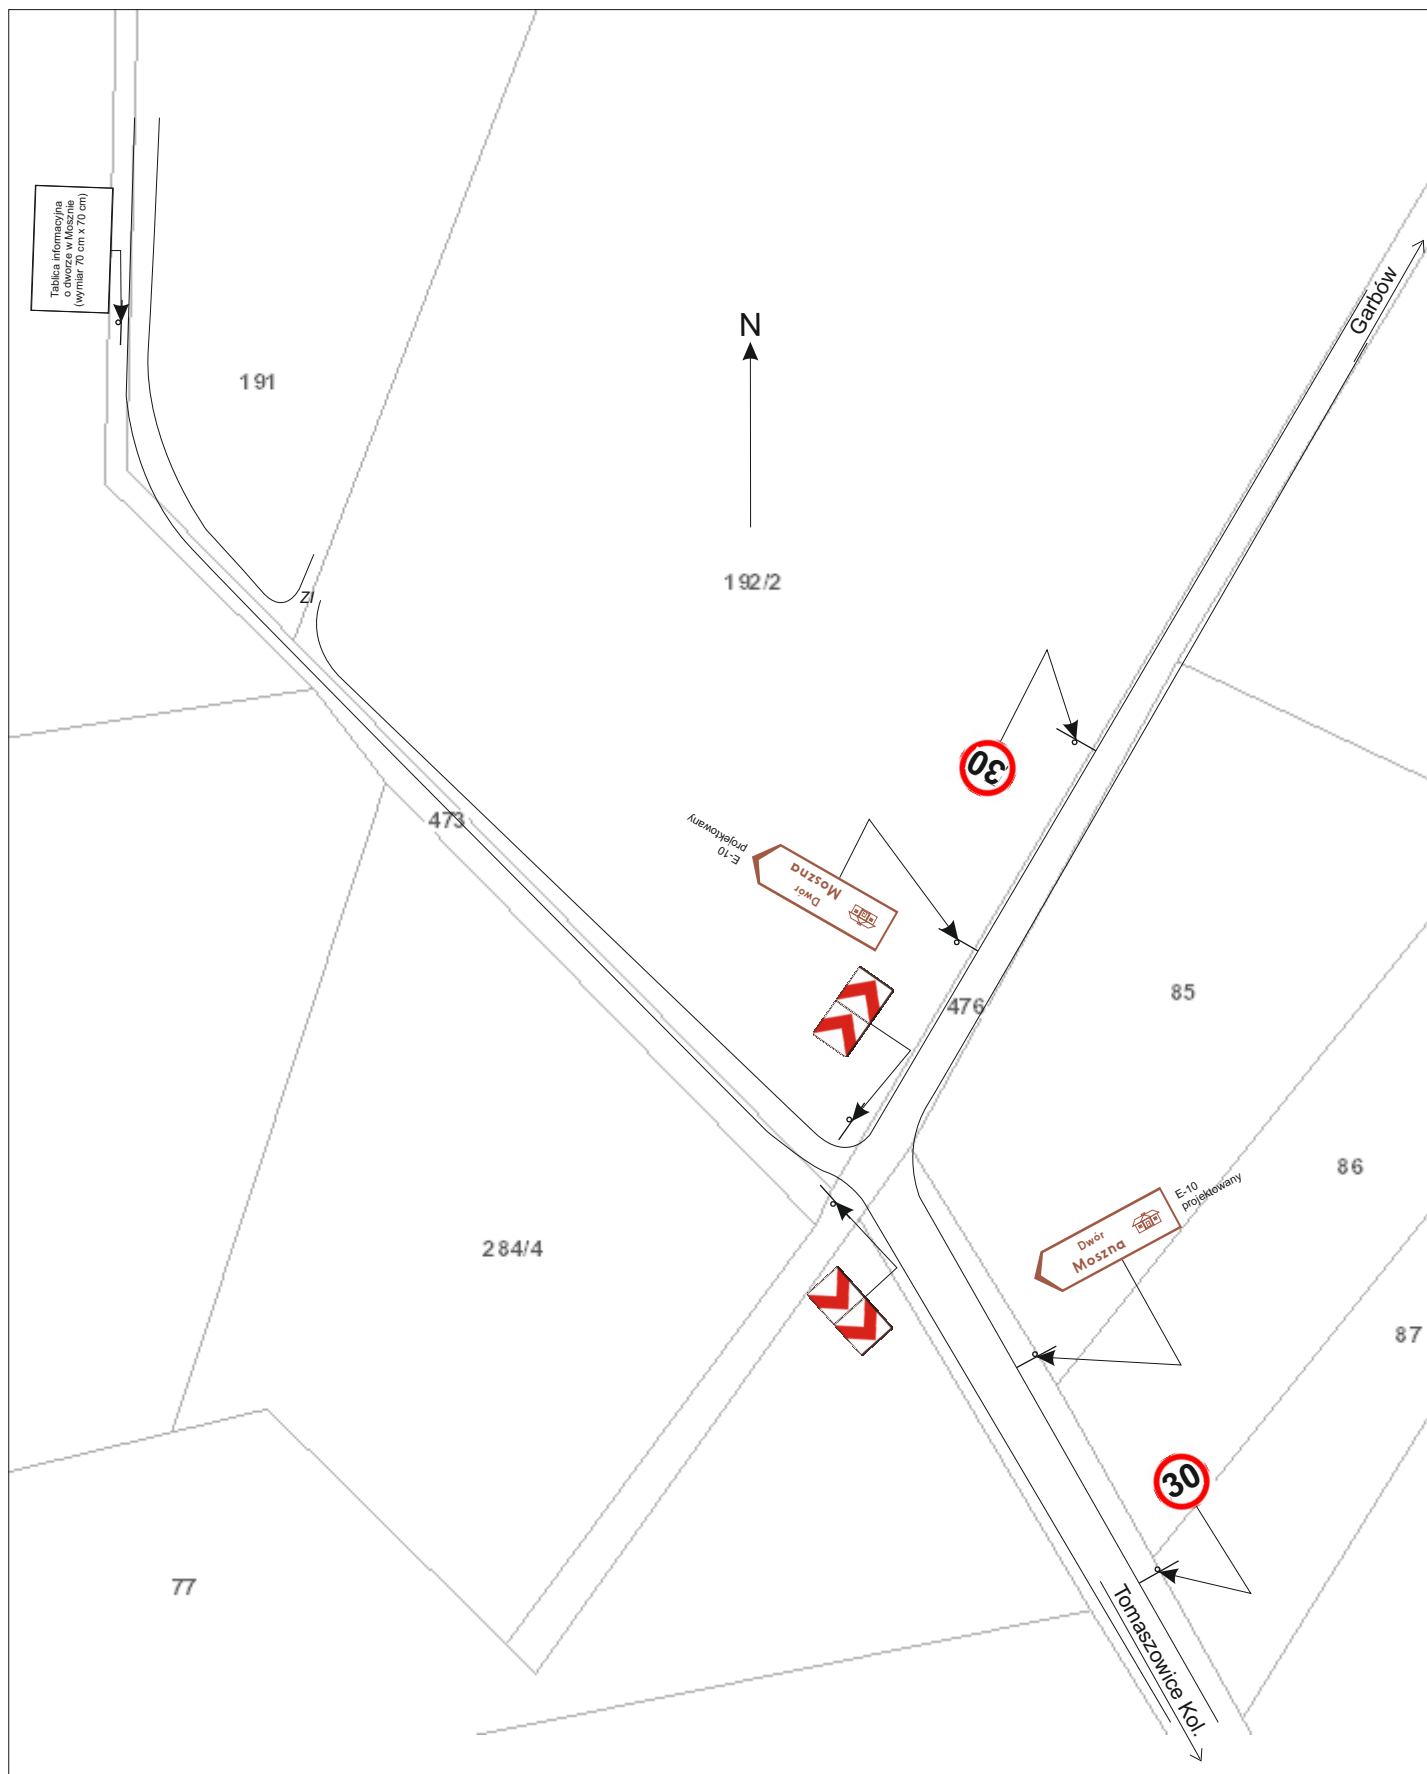 Tablica informacyjna
o dworze w Mosznie
(wymiar 70 cm x 70 cm)
Garbów
N
191
192/2
zı
30
473
E-10
projektowany
Dwór
Moszna
476
85
86
E-10
projektowany
Dwór
Moszna
284/4
87
30
77
Tomaszowice Kol.